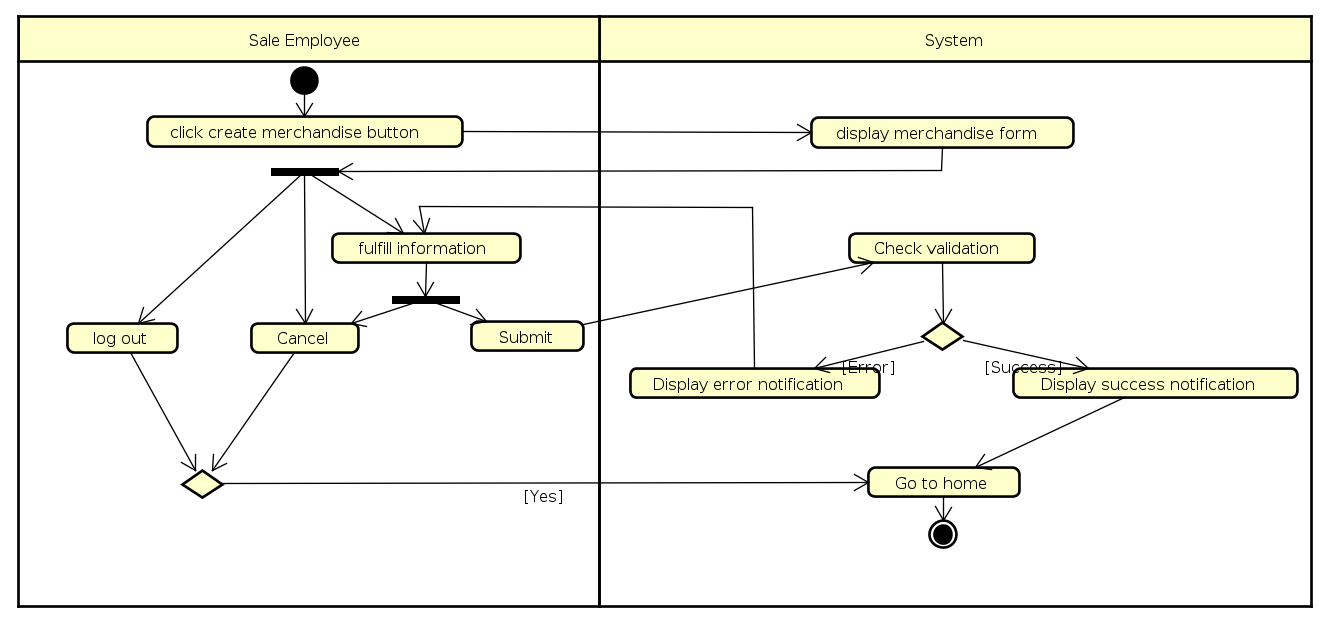 Sale Employee
System
click create merchandise button
display merchandise form
fulfill information
Check validation
log out
Cancel
Submit
[Error]
[Success]
Display error notification
Display success notification
Go to home
[Yes]